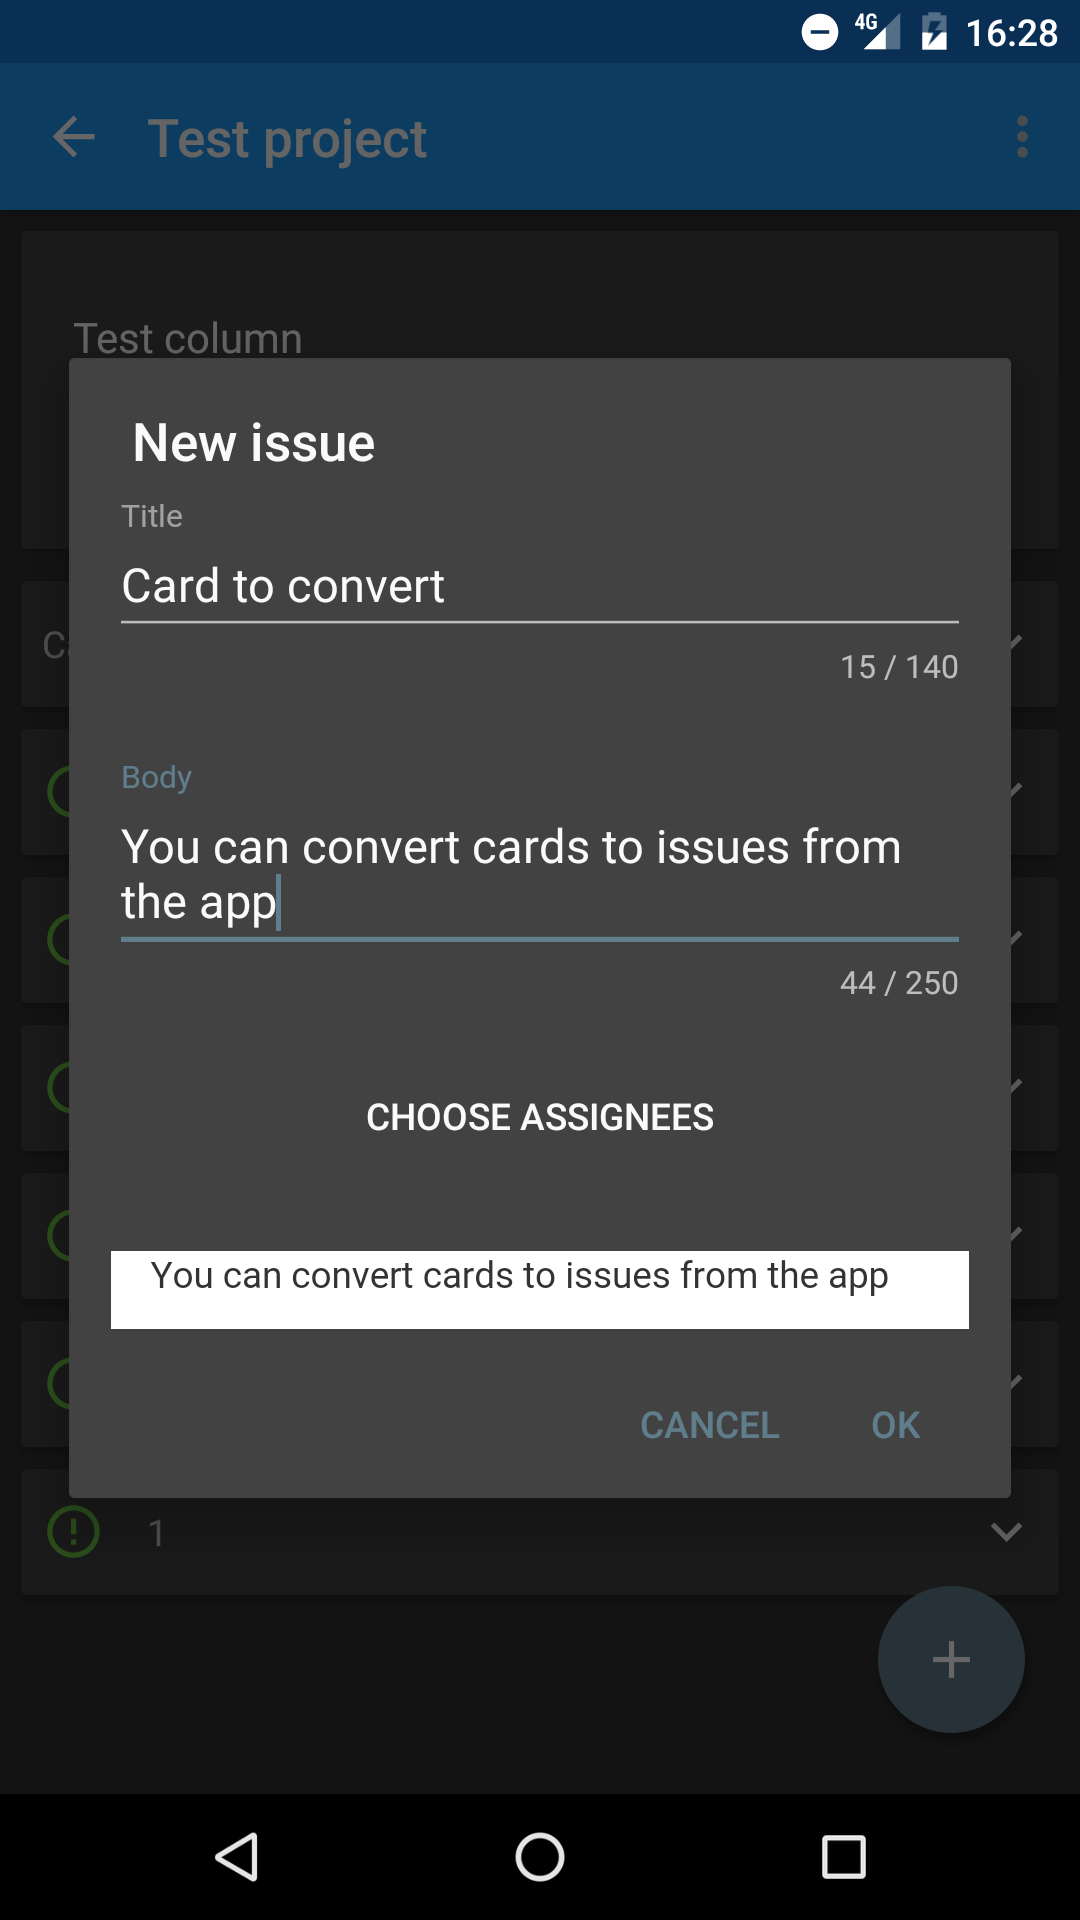 4G 16:28
Test project
Test column
New issue
Title
Card to convert
15 / 140
Body
You can convert cards to issues from
the app
44 / 250
CHOOSE ASSIGNEES
You can convert cards to issues from the app
CANCEL OK
1